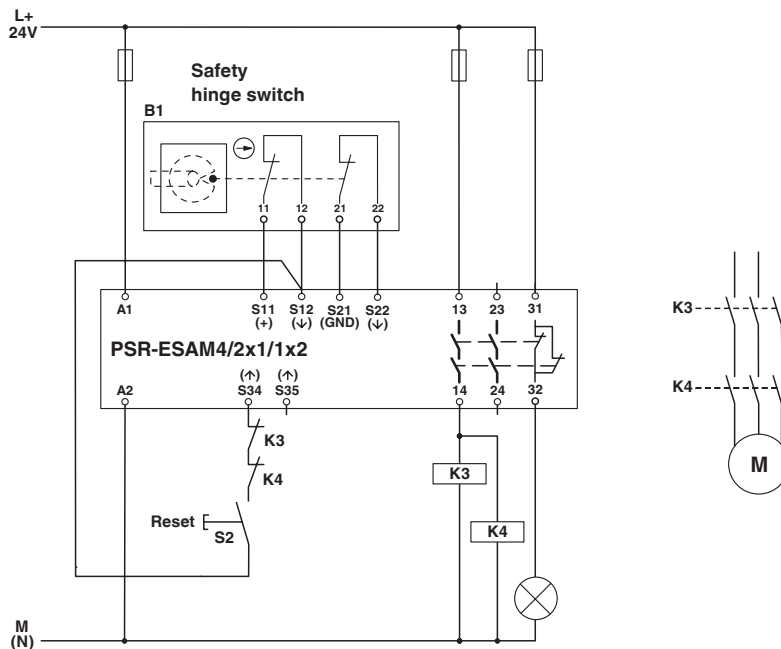 L+
24V
Safety
hinge switch
B1
11 12 21 22
A1 S11 S12 S21 S22 13 23 31
(+) (↓) (GND) (↓)
PSR-ESAM4/2x1/1x2
(↑) (↑)
A2 S34 S35 14 24 32
K3
K4
Reset
S2
K3
K4
M
(N)
K3
K4
M